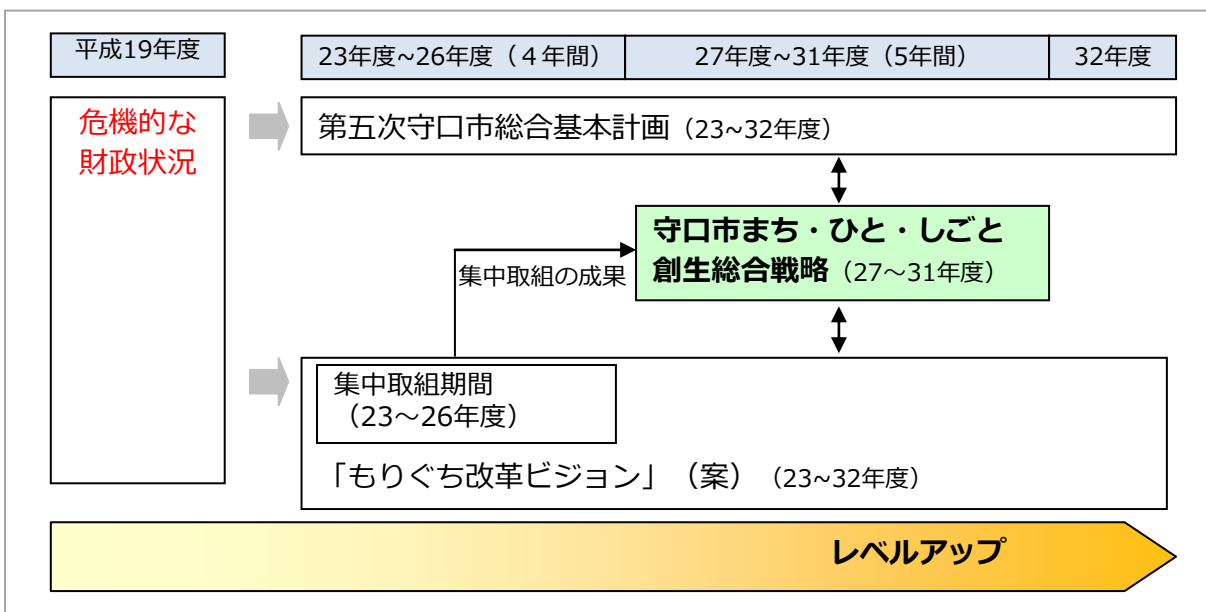 平成19年度
23年度~26年度（４年間）
27年度~31年度（5年間）
32年度
危機的な
財政状況
第五次守口市総合基本計画（23~32年度）
守口市まち・ひと・しごと
創生総合戦略（27～31年度）
集中取組の成果
集中取組期間
（23～26年度）
「もりぐち改革ビジョン」（案）（23~32年度）
レベルアップ